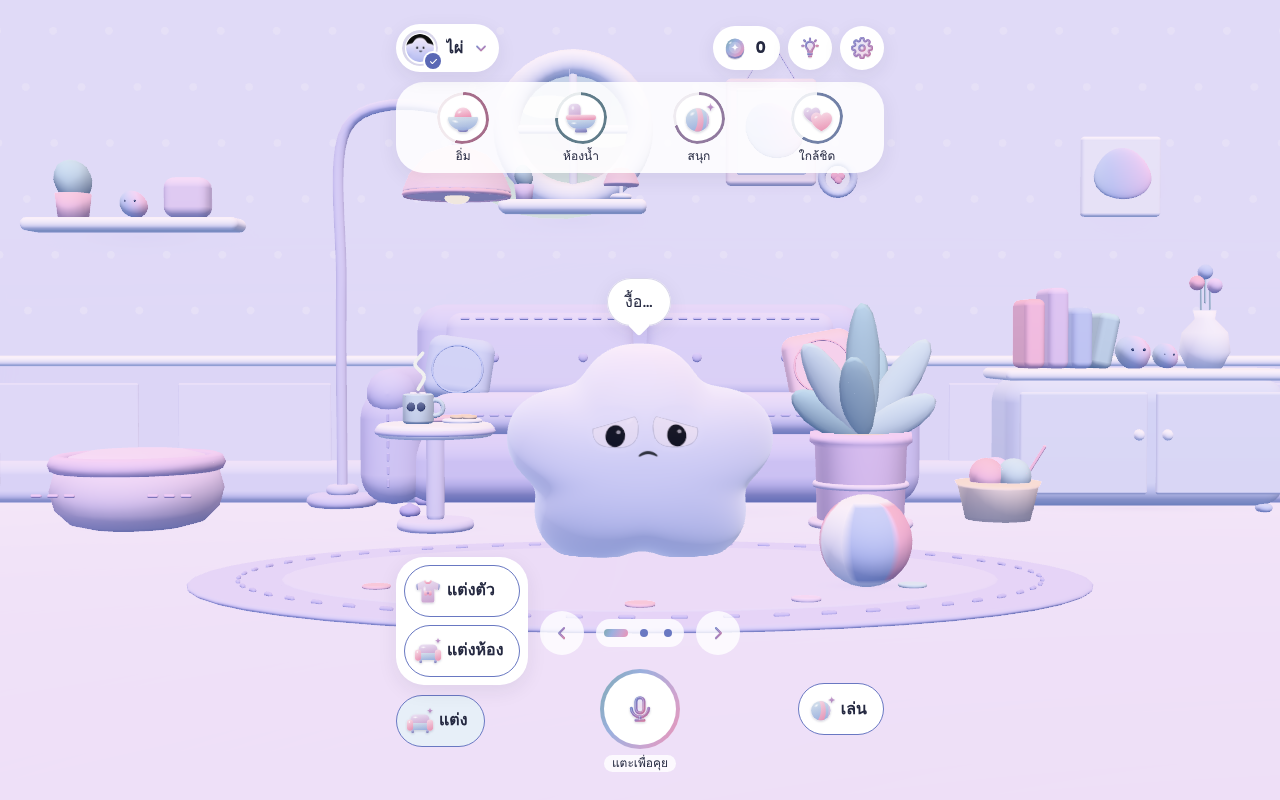 ไผ่
0
อิ่ม
ห้องน้ำ
สนุก
ใกล้ชิด
งื้อ...
แต่งตัว
แต่งห้อง
แต่ง
เล่น
แตะเพื่อคุย